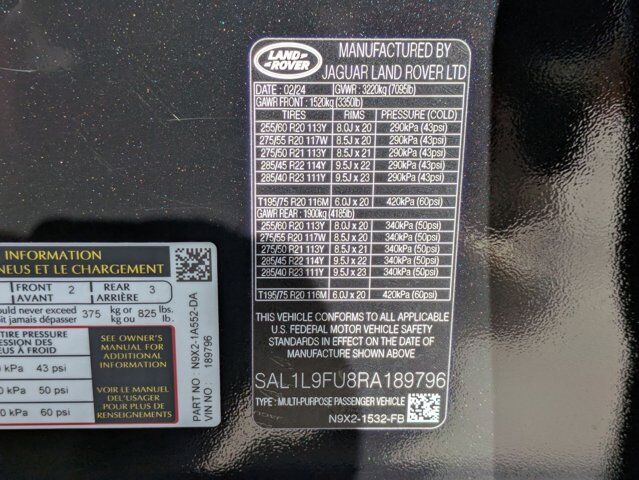 LAND ROVER
MANUFACTURED BY
JAGUAR LAND ROVER LTD
DATE : 02/24 GVWR : 3220kg (7095lb)
GAWR FRONT : 1520kg (3350lb)
TIRES RIMS PRESSURE (COLD)
255/60 R20 113Y 8.0J x 20 290kPa (43psi)
275/55 R20 117W 8.5J x 20 290kPa (43psi)
275/50 R21 113Y 8.5J x 21 290kPa (43psi)
285/45 R22 114Y 9.5J x 22 290kPa (43psi)
285/40 R23 111Y 9.5J x 23 290kPa (43psi)
T195/75 R20 116M 6.0J x 20 420kPa (60psi)
GAWR REAR : 1900kg (4185lb)
255/60 R20 113Y 8.0J x 20 340kPa (50psi)
275/55 R20 117W 8.5J x 20 340kPa (50psi)
275/50 R21 113Y 8.5J x 21 340kPa (50psi)
285/45 R22 114Y 9.5J x 22 340kPa (50psi)
285/40 R23 111Y 9.5J x 23 340kPa (50psi)
T195/75 R20 116M 6.0J x 20 420kPa (60psi)
THIS VEHICLE CONFORMS TO ALL APPLICABLE
U.S. FEDERAL MOTOR VEHICLE SAFETY
STANDARDS IN EFFECT ON THE DATE OF
MANUFACTURE SHOWN ABOVE.
SAL1L9FU8RA189796
TYPE : MULTI-PURPOSE PASSENGER VEHICLE
N9X2-1532-FB
INFORMATION
NEUS ET LE CHARGEMENT
FRONT 2 REAR 3
AVANT ARRIÈRE
ould never exceed 375 kg or 825 lbs.
jamais dépasser kg ou lb.
TIRE PRESSURE
ESSION DES
S À FROID
kPa 43 psi
0 kPa 50 psi
0 kPa 60 psi
SEE OWNER'S
MANUAL FOR
ADDITIONAL
INFORMATION
VOIR LE MANUEL
DE L'USAGER
POUR PLUS DE
RENSEIGNEMENTS
PART NO : N9X2-1A552-DA
VIN NO : 189796